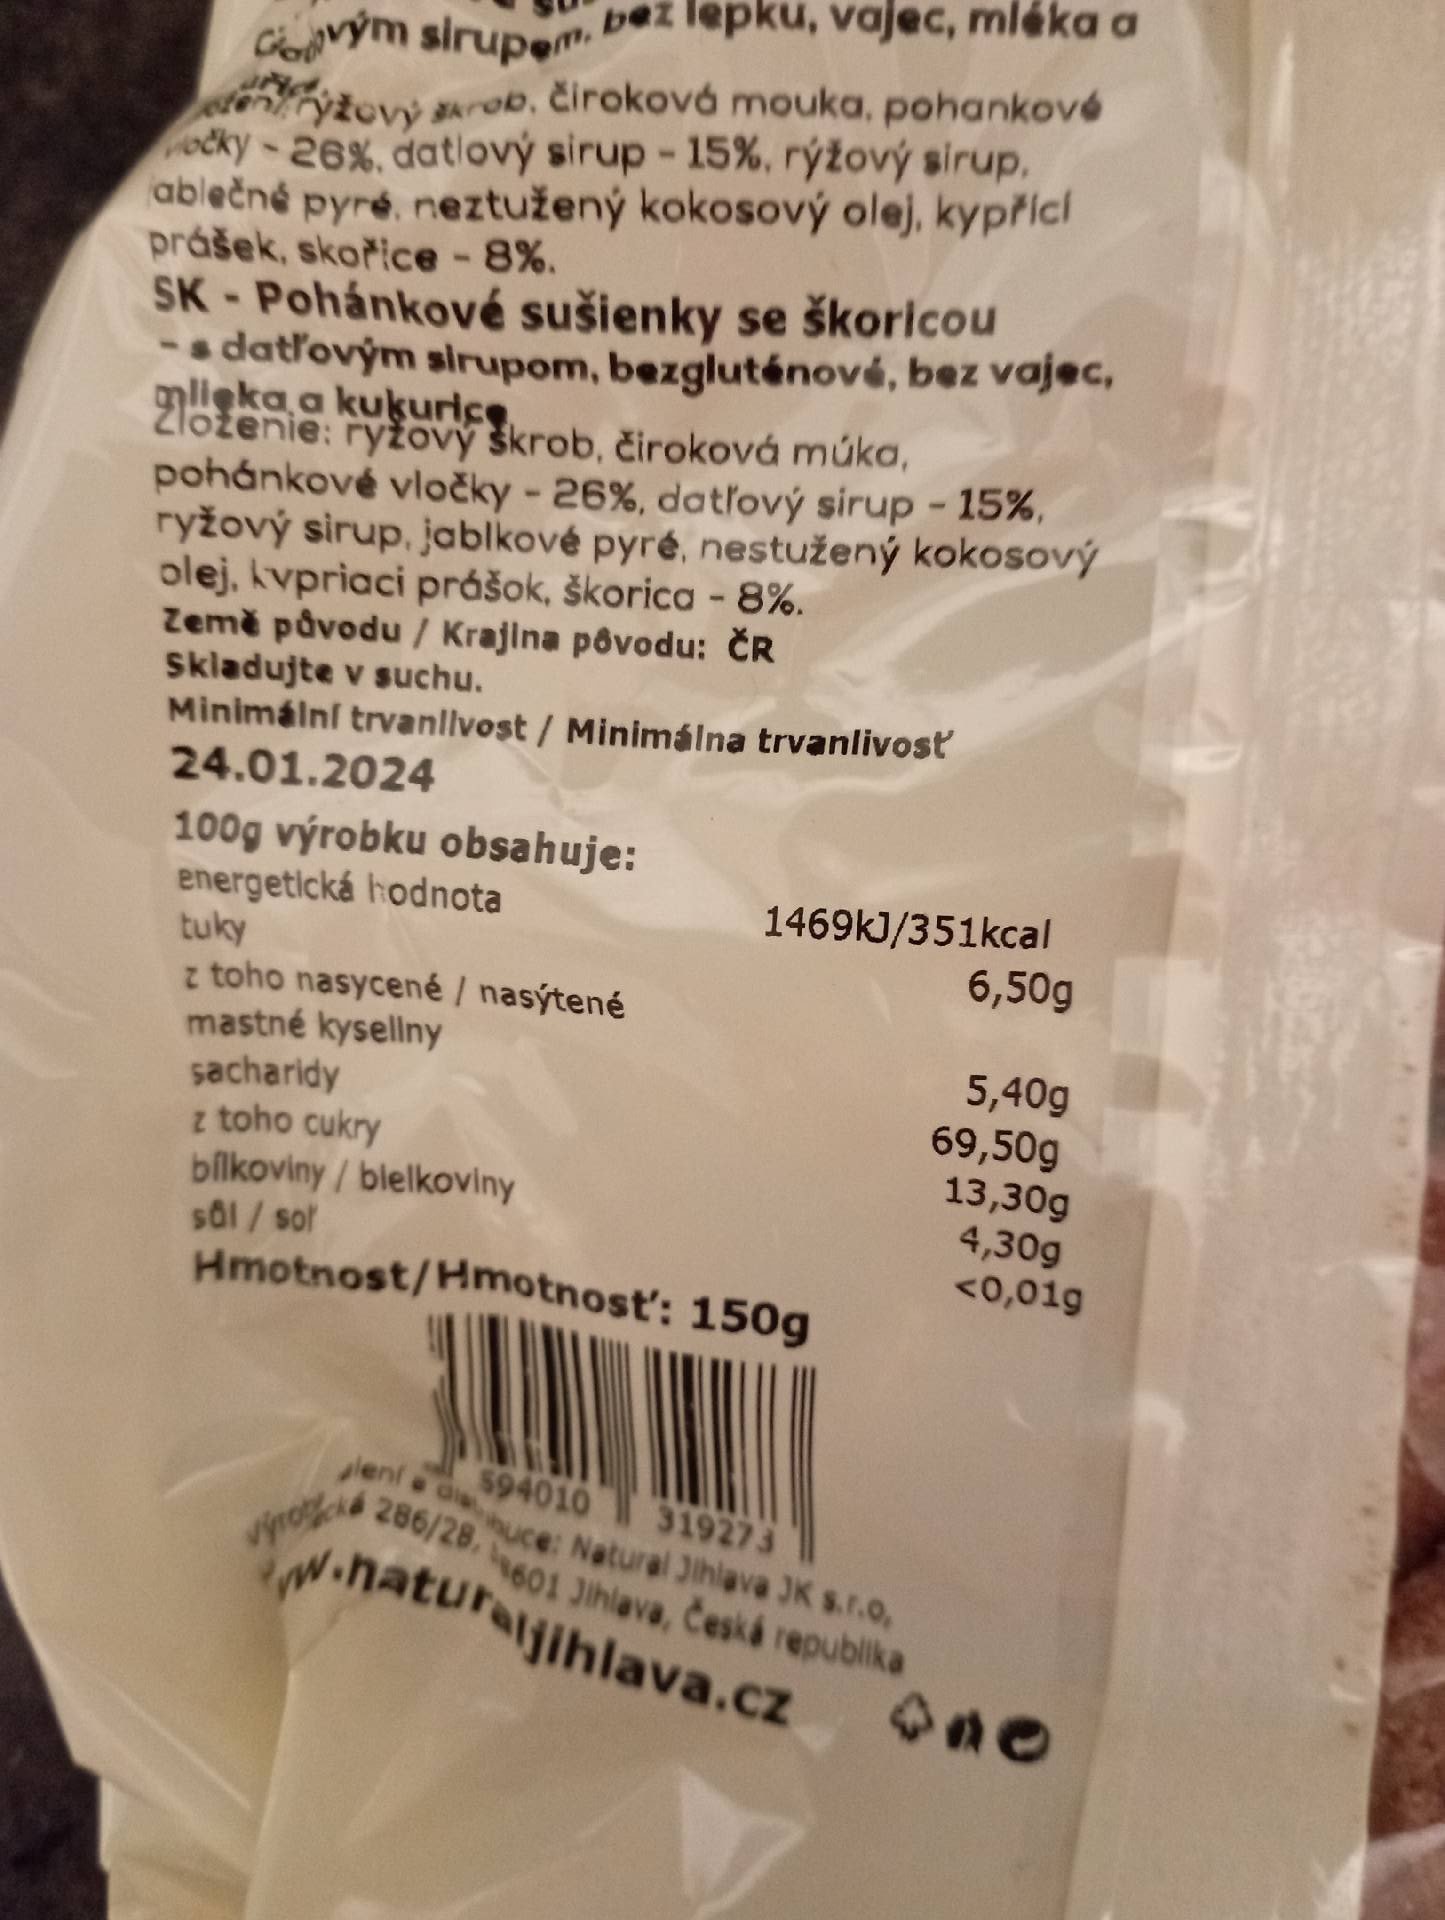 sirupem, bez lepku, vajec, mléka a
rýžový škrob, čiroková mouka, pohankové
vločky - 26%, datlový sirup - 15%, rýžový sirup,
jablečné pyré, neztužený kokosový olej, kypřící
prášek, skořice - 8%.
SK - Pohánkové sušienky se škoricou
- s datľovým sirupom, bezgluténové, bez vajec,
mlieka a kukurice
Zloženie: ryžový škrob, čiroková múka,
pohánkové vločky - 26%, datľový sirup - 15%,
ryžový sirup, jablkové pyré, nestužený kokosový
olej, kypriaci prášok, škorica - 8%.
Země původu / Krajina pôvodu: ČR
Skladujte v suchu.
Minimální trvanlivost / Minimálna trvanlivosť
24.01.2024
100g výrobku obsahuje:
energetická hodnota 1469kJ/351kcal
tuky 6,50g
z toho nasycené / nasýtené
mastné kyseliny 5,40g
sacharidy 69,50g
z toho cukry 13,30g
bílkoviny / bielkoviny 4,30g
sůl / soľ <0,01g
Hmotnost/Hmotnosť: 150g
594010 319273
Natural Jihlava JK s.r.o,
286/28, Jihlava, Česká republika
www.naturaljihlava.cz